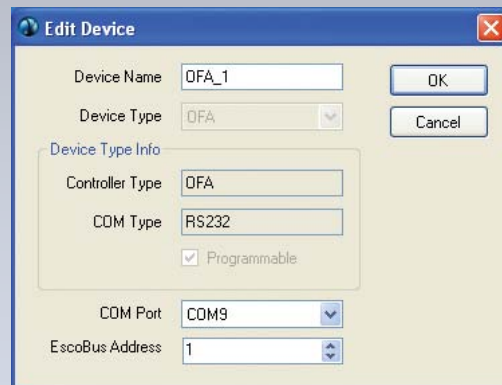 Edit Device
Device Name OFA_1
OK
Device Type OFA
Cancel
Device Type Info
Controller Type OFA
COM Type RS232
Programmable
COM Port COM9
EscoBus Address 1